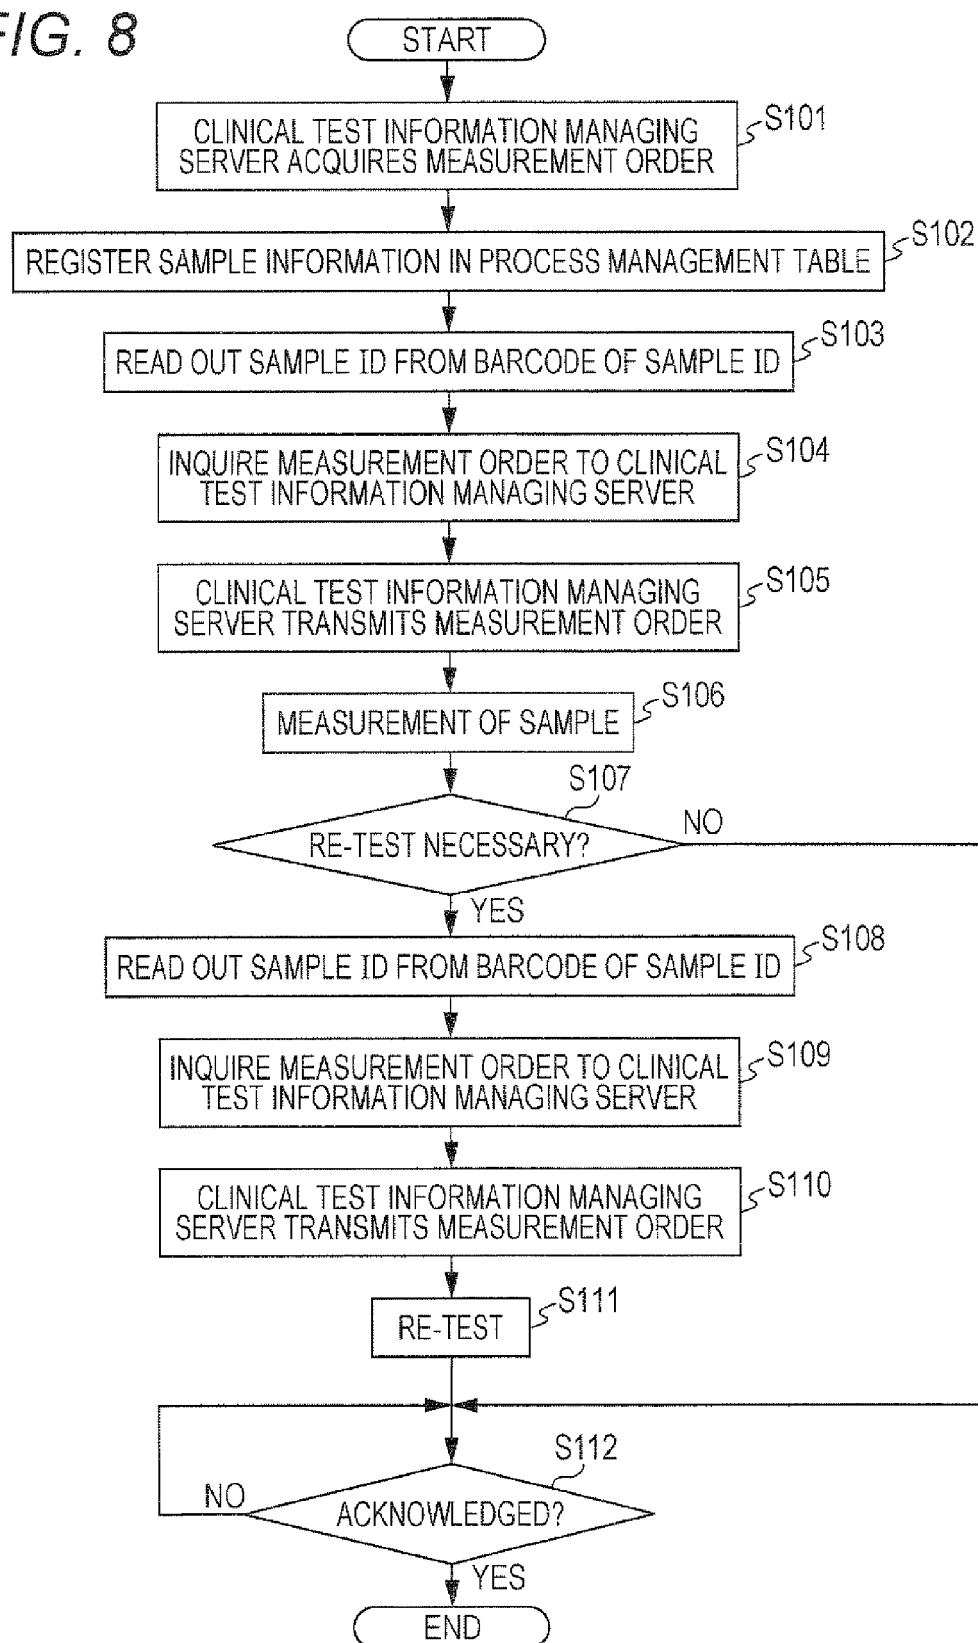 FIG. 8
START
CLINICAL TEST INFORMATION MANAGING
SERVER ACQUIRES MEASUREMENT ORDER
S101
REGISTER SAMPLE INFORMATION IN PROCESS MANAGEMENT TABLE
S102
READ OUT SAMPLE ID FROM BARCODE OF SAMPLE ID
S103
INQUIRE MEASUREMENT ORDER TO CLINICAL
TEST INFORMATION MANAGING SERVER
S104
CLINICAL TEST INFORMATION MANAGING
SERVER TRANSMITS MEASUREMENT ORDER
S105
MEASUREMENT OF SAMPLE
S106
S107
RE-TEST NECESSARY?
NO
YES
READ OUT SAMPLE ID FROM BARCODE OF SAMPLE ID
S108
INQUIRE MEASUREMENT ORDER TO CLINICAL
TEST INFORMATION MANAGING SERVER
S109
CLINICAL TEST INFORMATION MANAGING
SERVER TRANSMITS MEASUREMENT ORDER
S110
RE-TEST
S111
S112
NO
ACKNOWLEDGED?
YES
END